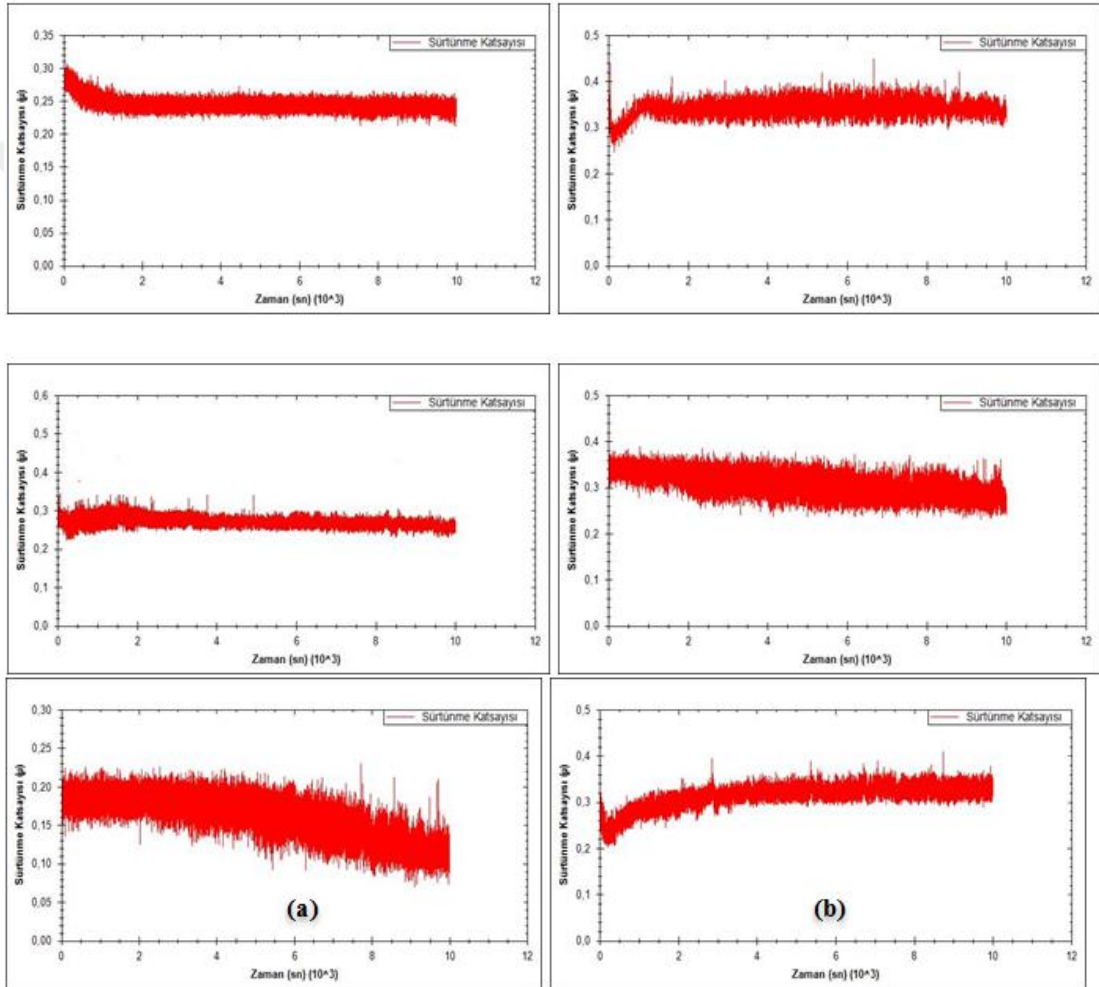 Sürtünme Katsayısı
Sürtünme Katsayısı (μ)
0,35
0,30
0,25
0,20
0,15
0,10
0,05
0,00
0 2 4 6 8 10 12
Zaman (sn) (10^3)
Sürtünme Katsayısı
Sürtünme Katsayısı (μ)
0,5
0,4
0,3
0,2
0,1
0,0
0 2 4 6 8 10 12
Zaman (sn) (10^3)
Sürtünme Katsayısı
Sürtünme Katsayısı (μ)
0,6
0,5
0,4
0,3
0,2
0,1
0,0
0 2 4 6 8 10 12
Zaman (sn) (10^3)
Sürtünme Katsayısı
Sürtünme Katsayısı (μ)
0,5
0,4
0,3
0,2
0,1
0,0
0 2 4 6 8 10 12
Zaman (sn) (10^3)
Sürtünme Katsayısı
Sürtünme Katsayısı (μ)
0,30
0,25
0,20
0,15
0,10
0,05
0,00
0 2 4 6 8 10 12
Zaman (sn) (10^3)
(a)
Sürtünme Katsayısı
Sürtünme Katsayısı (μ)
0,5
0,4
0,3
0,2
0,1
0,0
0 2 4 6 8 10 12
Zaman (sn) (10^3)
(b)